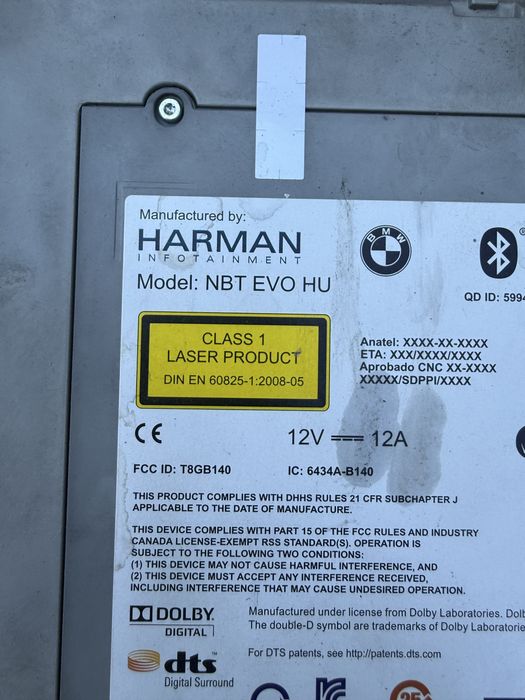 Manufactured by:
HARMAN
INFOTAINMENT
Model: NBT EVO HU
BMW
®
QD ID: 5994
CLASS 1
LASER PRODUCT
DIN EN 60825-1:2008-05
Anatel: XXXX-XX-XXXX
ETA: XXX/XXXX/XXXX
Aprobado CNC XX-XXXX
XXXXX/SDPPI/XXXX
CE
12V 12A
FCC ID: T8GB140 IC: 6434A-B140
THIS PRODUCT COMPLIES WITH DHHS RULES 21 CFR SUBCHAPTER J
APPLICABLE TO THE DATE OF MANUFACTURE.
THIS DEVICE COMPLIES WITH PART 15 OF THE FCC RULES AND INDUSTRY
CANADA LICENSE-EXEMPT RSS STANDARD(S). OPERATION IS
SUBJECT TO THE FOLLOWING TWO CONDITIONS:
(1) THIS DEVICE MAY NOT CAUSE HARMFUL INTERFERENCE, AND
(2) THIS DEVICE MUST ACCEPT ANY INTERFERENCE RECEIVED,
INCLUDING INTERFERENCE THAT MAY CAUSE UNDESIRED OPERATION.
DOLBY
DIGITAL
Manufactured under license from Dolby Laboratories. Dolb
The double-D symbol are trademarks of Dolby Laboratorie
dts
Digital Surround
For DTS patents, see http://patents.dts.com